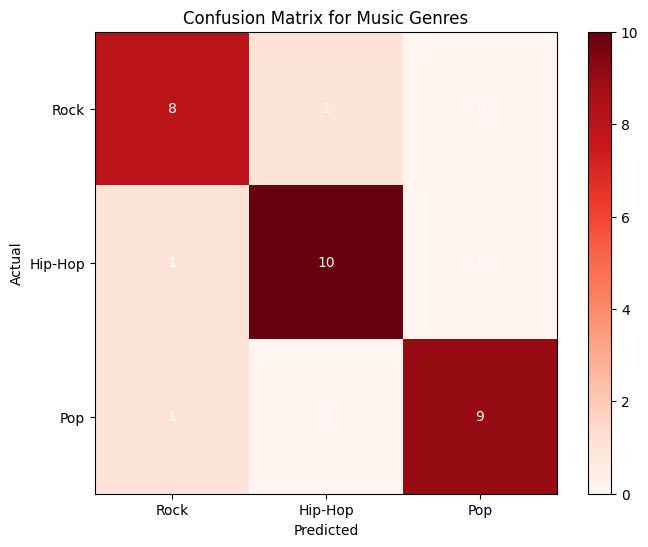 Confusion Matrix for Music Genres
10
Rock
8
1
0
8
6
Actual
Hip-Hop
1
10
0
4
2
Pop
1
0
9
0
Rock
Hip-Hop
Pop
Predicted